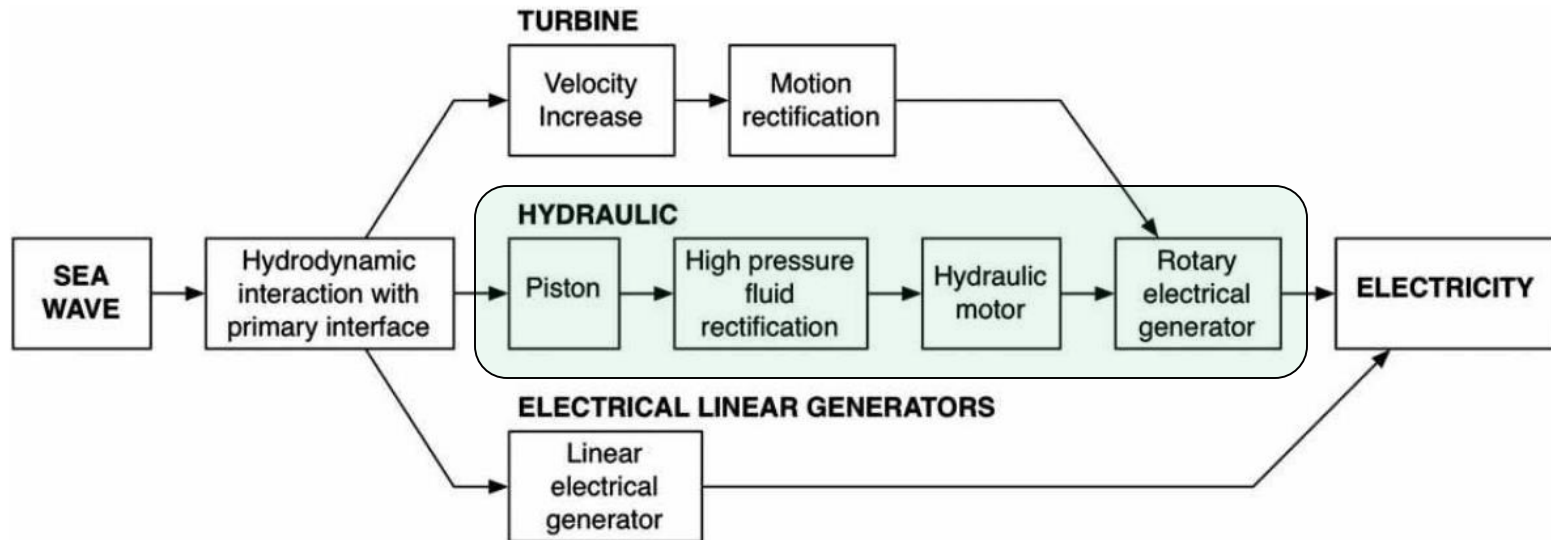 TURBINE
Velocity
Increase
Motion
rectification
SEA
WAVE
Hydrodynamic
interaction with
primary interface
HYDRAULIC
Piston
High pressure
fluid
rectification
Hydraulic
motor
Rotary
electrical
generator
ELECTRICITY
ELECTRICAL LINEAR GENERATORS
Linear
electrical
generator